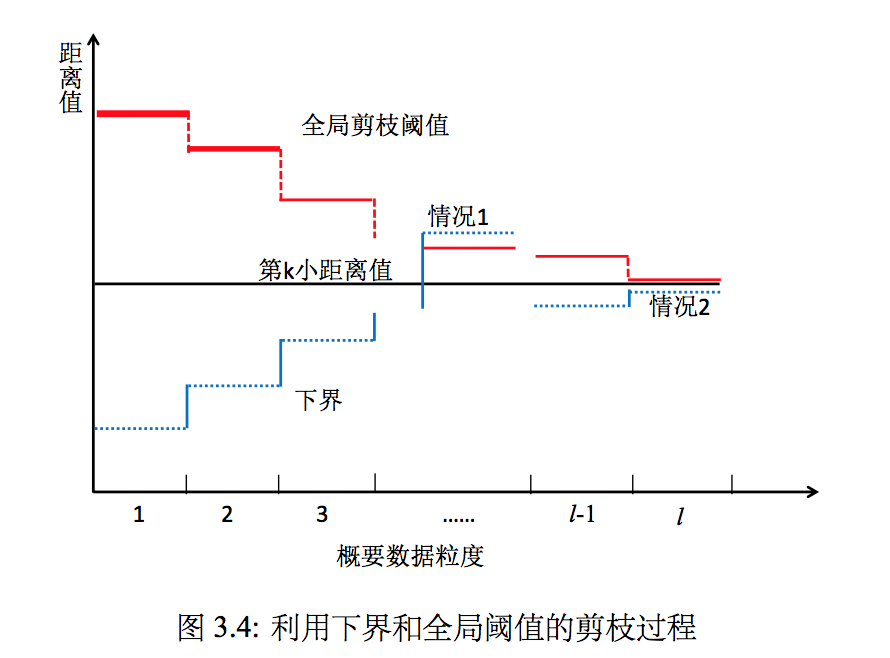 距离值
全局剪枝阈值
情况1
第k小距离值
情况2
下界
1 2 3 ...... l-1 l
概要数据粒度
图 3.4: 利用下界和全局阈值的剪枝过程